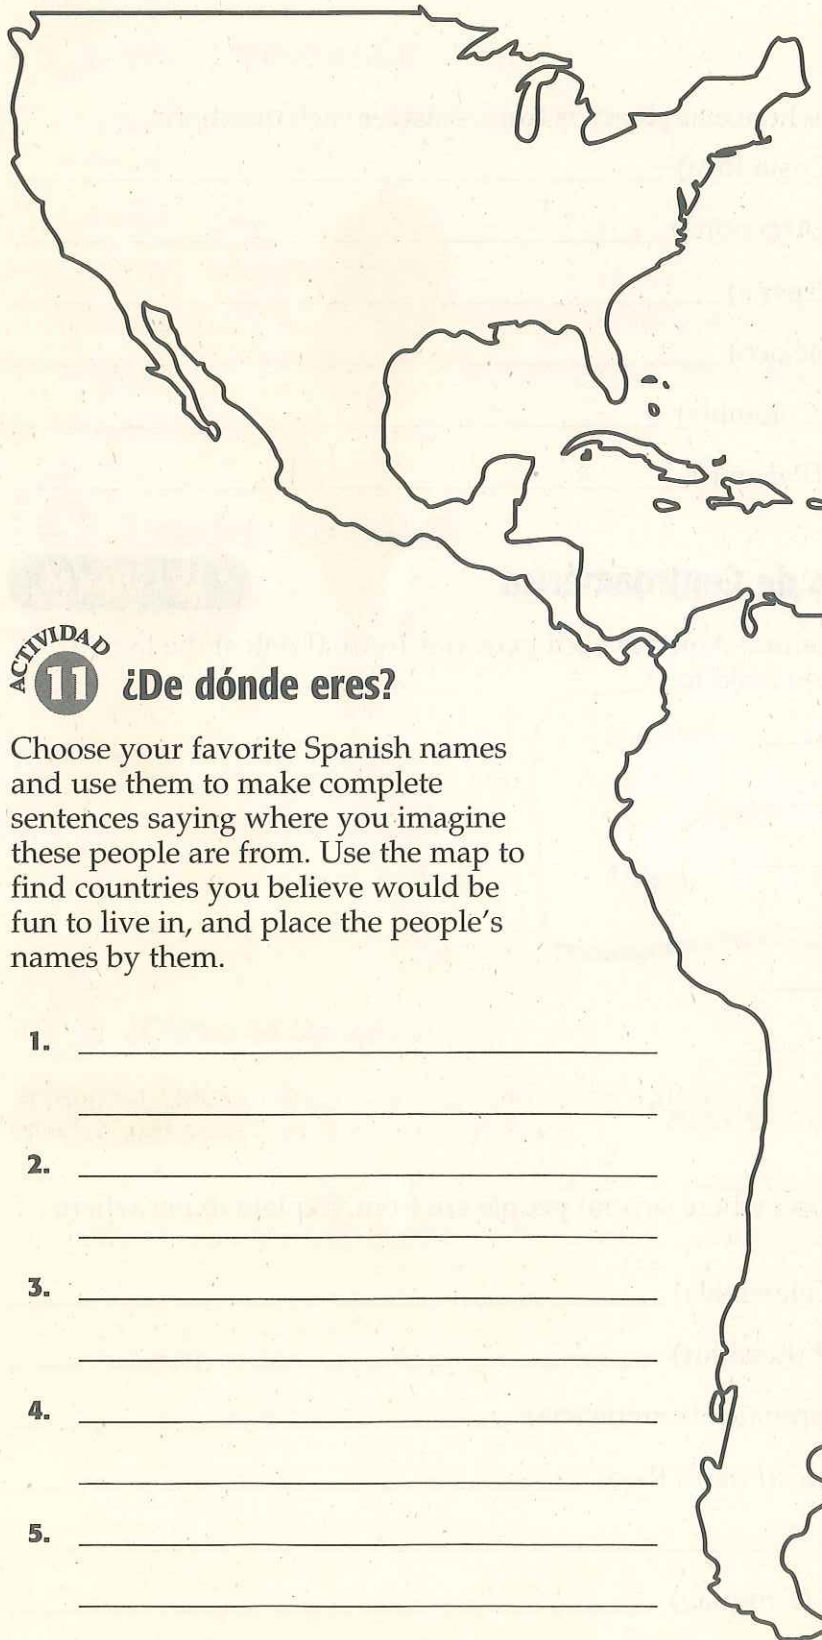 ACTIVIDAD
11 ¿De dónde eres?
Choose your favorite Spanish names
and use them to make complete
sentences saying where you imagine
these people are from. Use the map to
find countries you believe would be
fun to live in, and place the people's
names by them.
1.
2.
3.
4.
5.